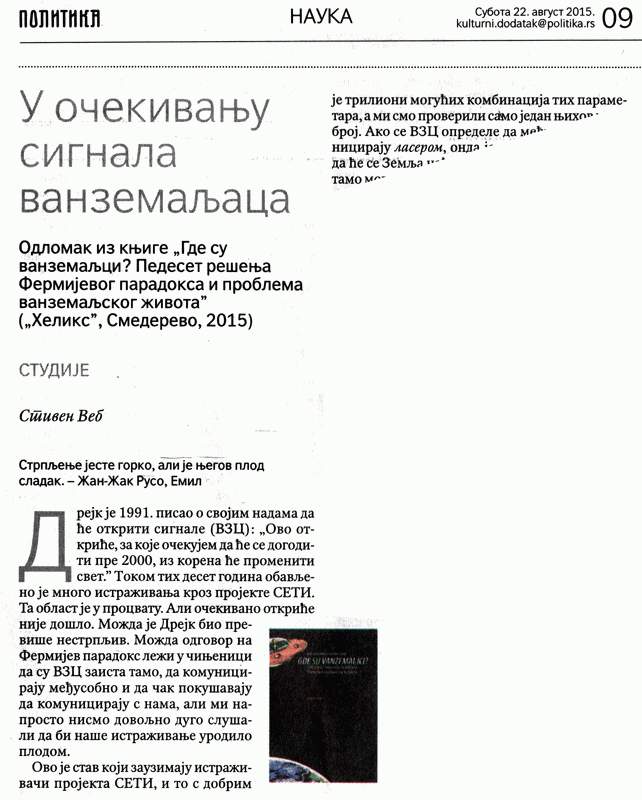 ПОЛИТИКА
НАУКА
Субота 22. август 2015.
kulturni.dodatak@politika.rs
09
У очекивању
сигнала
ванземаљаца
Одломак из књиге „Где су
ванземаљци? Педесет решења
Фермијевог парадокса и проблема
ванземаљског живота”
(„Хеликс”, Смедерево, 2015)
СТУДИЈЕ
Стивен Веб
Стрпљење јесте горко, али је његов плод
сладак. – Жан-Жак Русо, Емил
Дрејк је 1991. писао о својим надама да
ће открити сигнале (ВЗЦ): „Ово от-
криће, за које очекујем да ће се догоди-
ти пре 2000, из корена ће променити
свет.” Током тих десет година обавље-
но је много истраживања кроз пројекте СЕТИ.
Та област је у процвату. Али очекивано откриће
није дошло. Можда је Дрејк био пре-
више нестрпљив. Можда одговор на
Фермијев парадокс лежи у чињеници
да су ВЗЦ заиста тамо, да комуници-
рају међусобно и да чак покушавају
да комуницирају с нама, али ми на-
просто нисмо довољно дуго слуша-
ли да би наше истраживање уродило
плодом.
Ово је став који заузимају истражи-
вачи пројекта СЕТИ, и то с добрим
GDE SU VANZEMALJCI?
је трилиони могућих комбинација тих параме-
тара, а ми смо проверили само један њихов
број. Ако се ВЗЦ определе да
ницирају ласером, онда
да ће се Земља
тамо